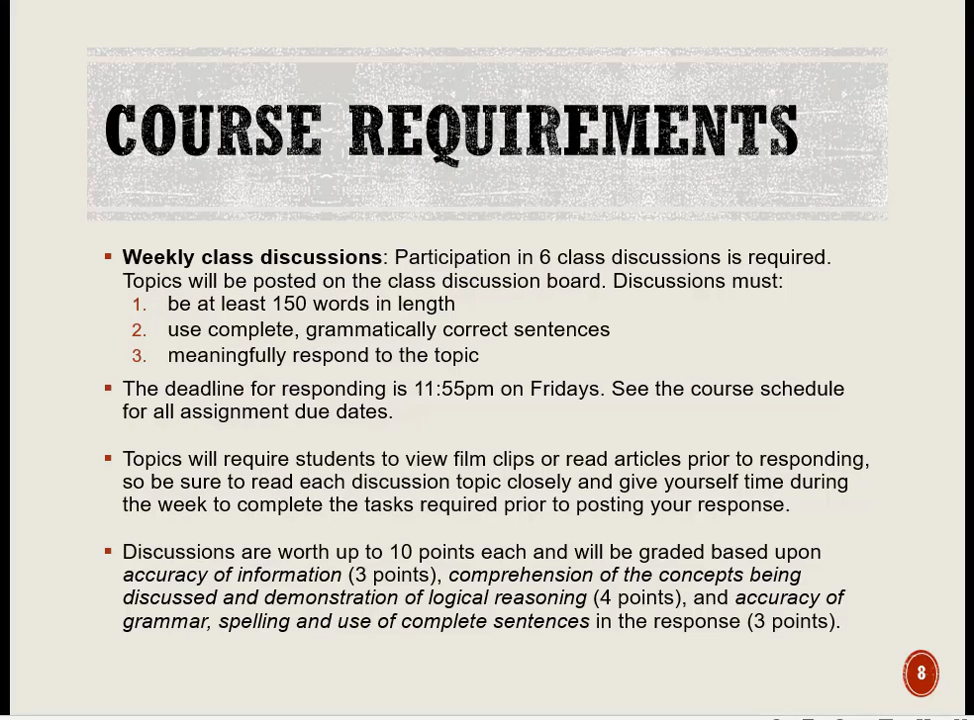 COURSE REQUIREMENTS
▪ Weekly class discussions: Participation in 6 class discussions is required.
Topics will be posted on the class discussion board. Discussions must:
1. be at least 150 words in length
2. use complete, grammatically correct sentences
3. meaningfully respond to the topic
▪ The deadline for responding is 11:55pm on Fridays. See the course schedule
for all assignment due dates.
▪ Topics will require students to view film clips or read articles prior to responding,
so be sure to read each discussion topic closely and give yourself time during
the week to complete the tasks required prior to posting your response.
▪ Discussions are worth up to 10 points each and will be graded based upon
accuracy of information (3 points), comprehension of the concepts being
discussed and demonstration of logical reasoning (4 points), and accuracy of
grammar, spelling and use of complete sentences in the response (3 points).
8